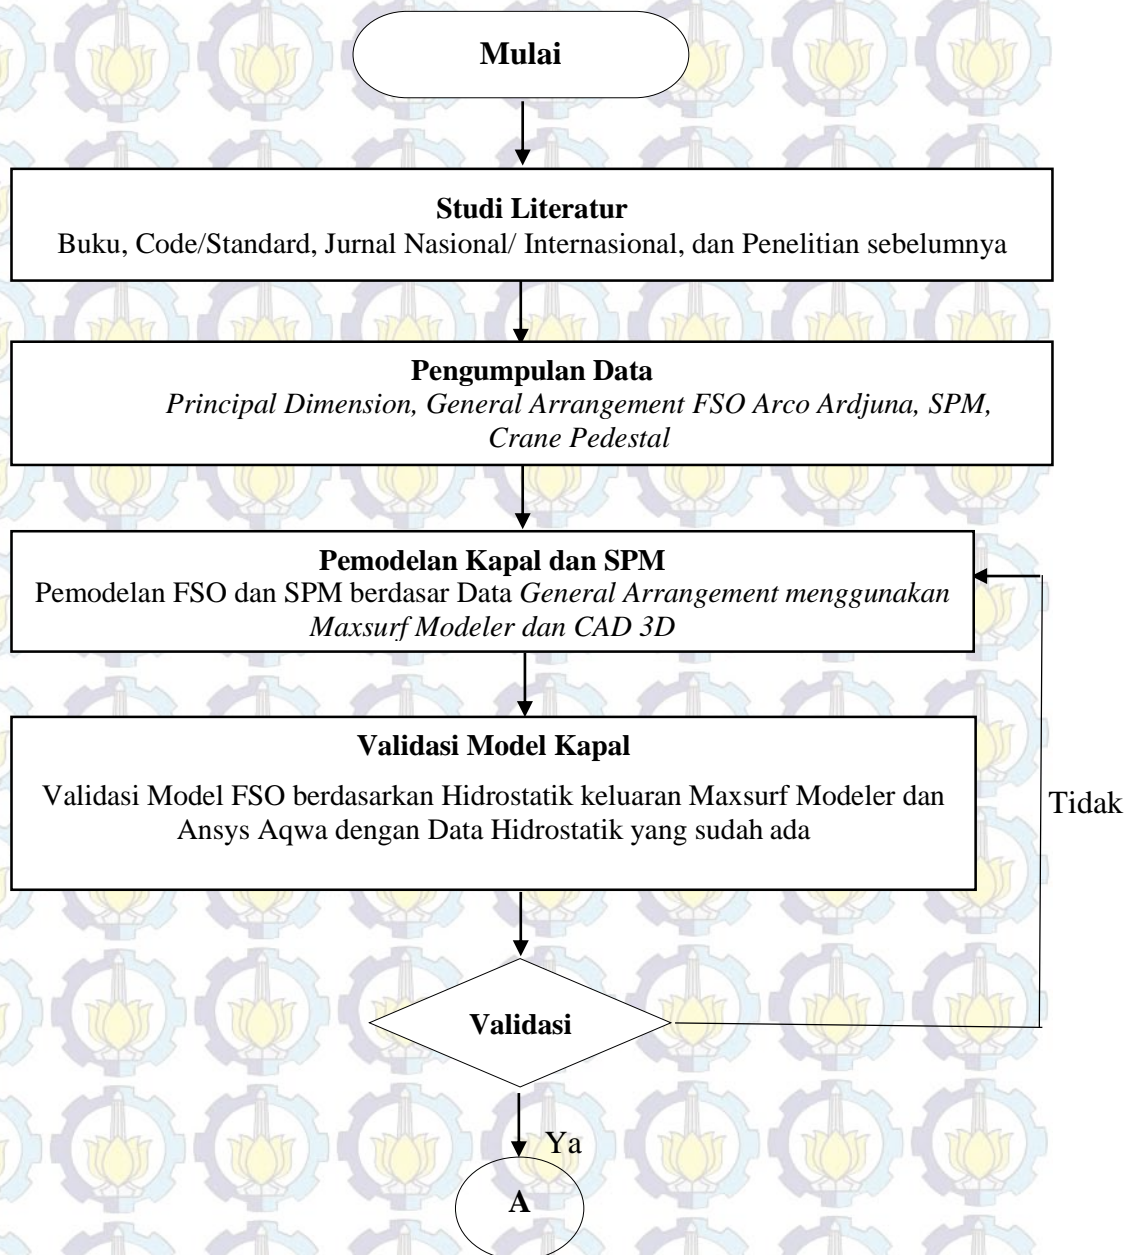 Mulai
Studi Literatur
Buku, Code/Standard, Jurnal Nasional/ Internasional, dan Penelitian sebelumnya
Pengumpulan Data
Principal Dimension, General Arrangement FSO Arco Ardjuna, SPM,
Crane Pedestal
Pemodelan Kapal dan SPM
Pemodelan FSO dan SPM berdasar Data General Arrangement menggunakan
Maxsurf Modeler dan CAD 3D
Validasi Model Kapal
Validasi Model FSO berdasarkan Hidrostatik keluaran Maxsurf Modeler dan
Ansys Aqwa dengan Data Hidrostatik yang sudah ada
Tidak
Validasi
Ya
A